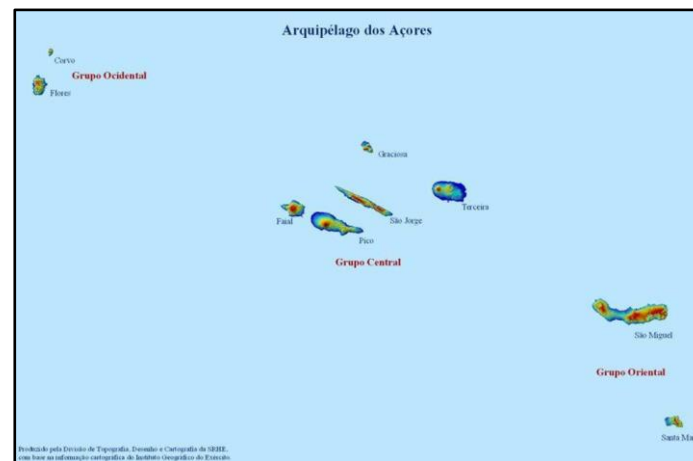 Arquipélago dos Açores
Corvo
Grupo Ocidental
Flores
Graciosa
Terceira
Faial
São Jorge
Pico
Grupo Central
São Miguel
Grupo Oriental
Santa Ma
Produzido pela Divisão de Topografia, Desenho e Cartografia da SRHE,
com base na informação cartográfica do Instituto Geográfico do Exército